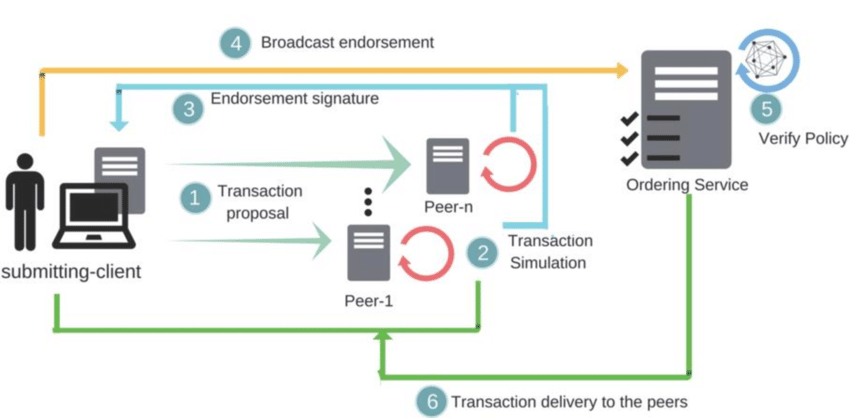 4 Broadcast endorsement
3 Endorsement signature
5
Verify Policy
1 Transaction
proposal
Peer-n
Ordering Service
2 Transaction
Simulation
submitting-client
Peer-1
6 Transaction delivery to the peers